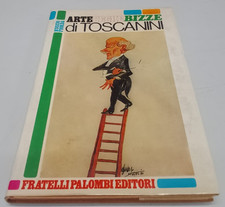 ARTE
BIZZE
di TOSCANINI
FRATELLI PALOMBI EDITORI